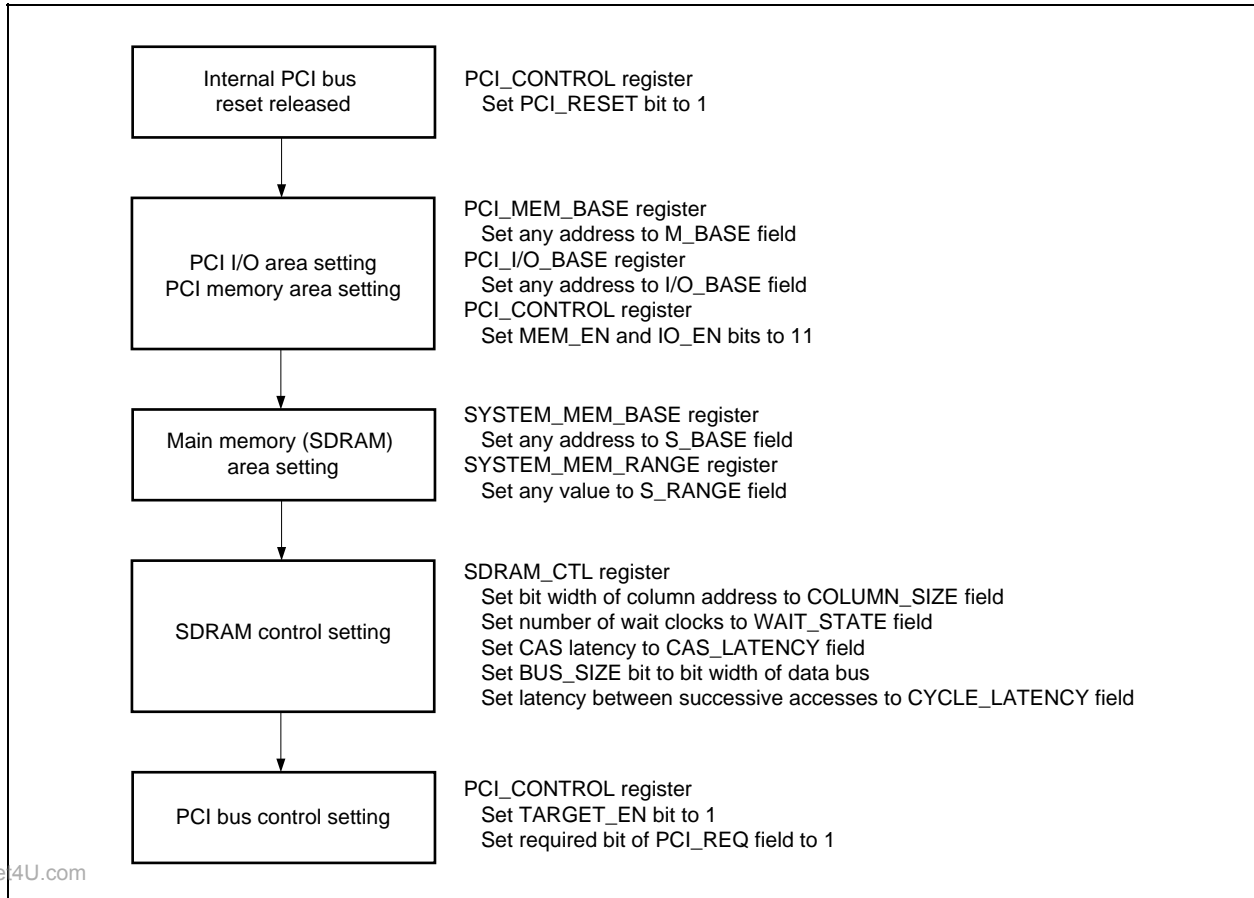 Internal PCI bus
reset released
PCI_CONTROL register
Set PCI_RESET bit to 1
PCI I/O area setting
PCI memory area setting
PCI_MEM_BASE register
Set any address to M_BASE field
PCI_I/O_BASE register
Set any address to I/O_BASE field
PCI_CONTROL register
Set MEM_EN and IO_EN bits to 11
Main memory (SDRAM)
area setting
SYSTEM_MEM_BASE register
Set any address to S_BASE field
SYSTEM_MEM_RANGE register
Set any value to S_RANGE field
SDRAM control setting
SDRAM_CTL register
Set bit width of column address to COLUMN_SIZE field
Set number of wait clocks to WAIT_STATE field
Set CAS latency to CAS_LATENCY field
Set BUS_SIZE bit to bit width of data bus
Set latency between successive accesses to CYCLE_LATENCY field
PCI bus control setting
PCI_CONTROL register
Set TARGET_EN bit to 1
Set required bit of PCI_REQ field to 1
et4U.com